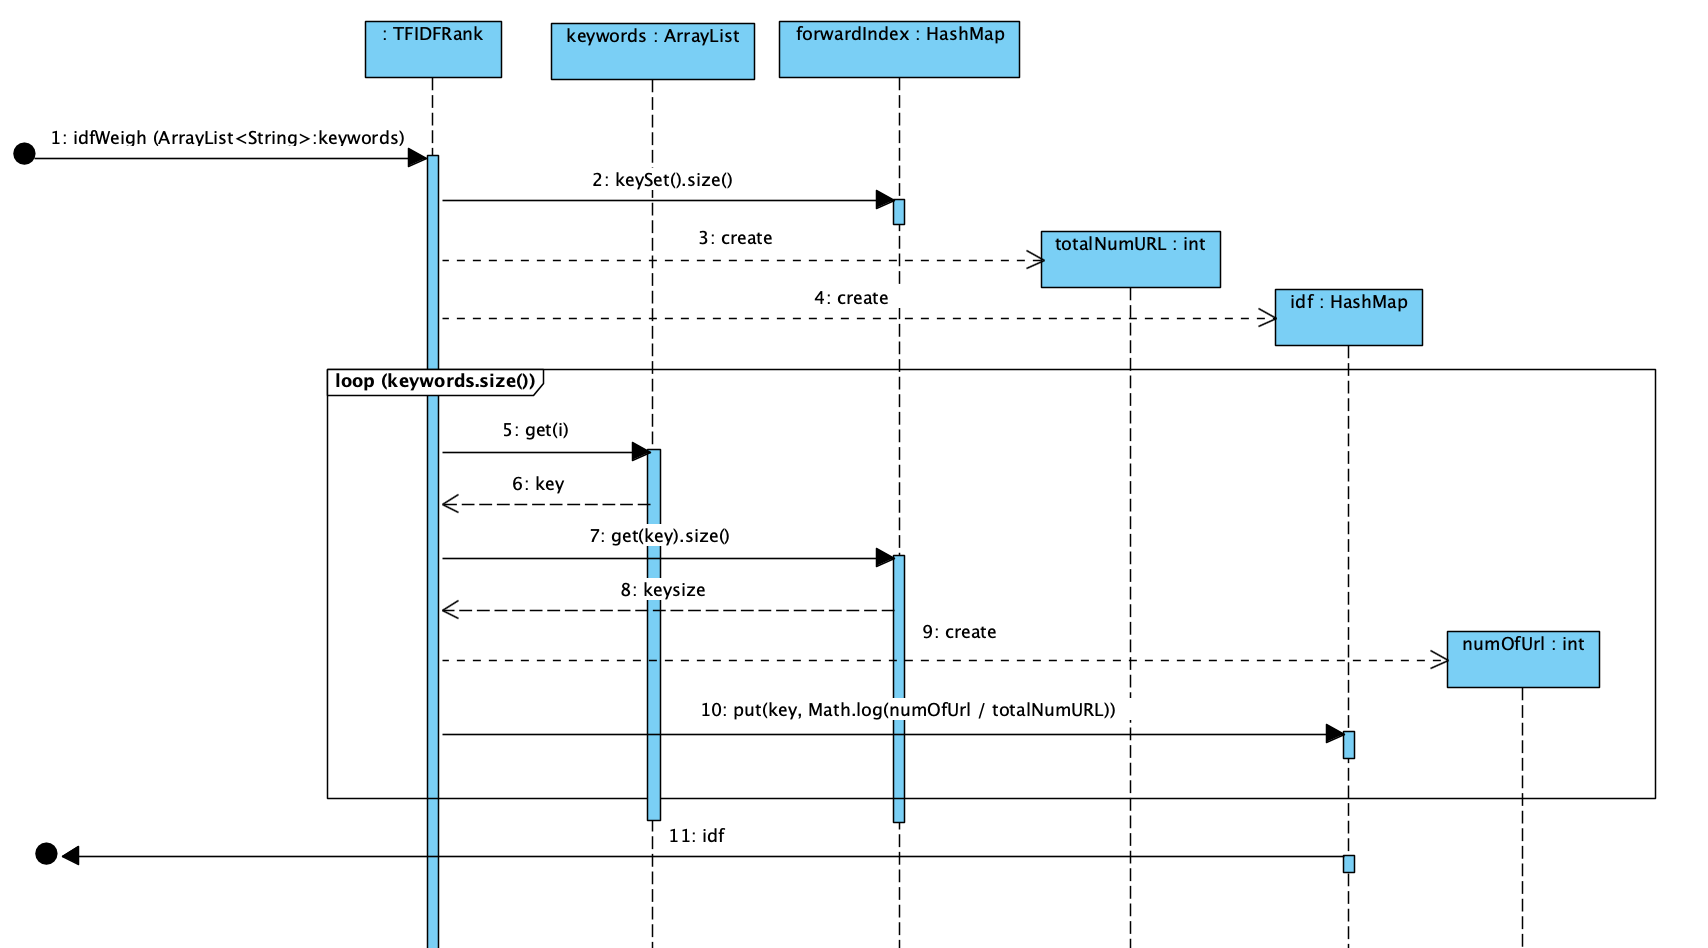 : TFIDFRank
keywords : ArrayList
forwardIndex : HashMap
1: idfWeigh (ArrayList<String>:keywords)
2: keySet().size()
3: create
totalNumURL : int
4: create
idf : HashMap
loop (keywords.size())
5: get(i)
6: key
7: get(key).size()
8: keysize
9: create
numOfUrl : int
10: put(key, Math.log(numOfUrl / totalNumURL))
11: idf